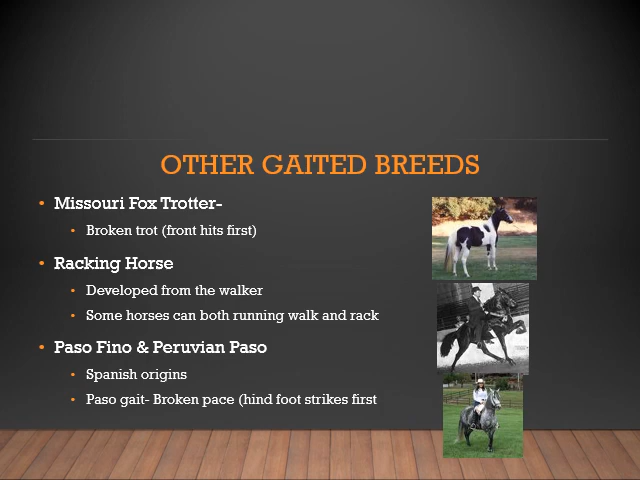 OTHER GAITED BREEDS
• Missouri Fox Trotter-
• Broken trot (front hits first)
• Racking Horse
• Developed from the walker
• Some horses can both running walk and rack
• Paso Fino & Peruvian Paso
• Spanish origins
• Paso gait- Broken pace (hind foot strikes first